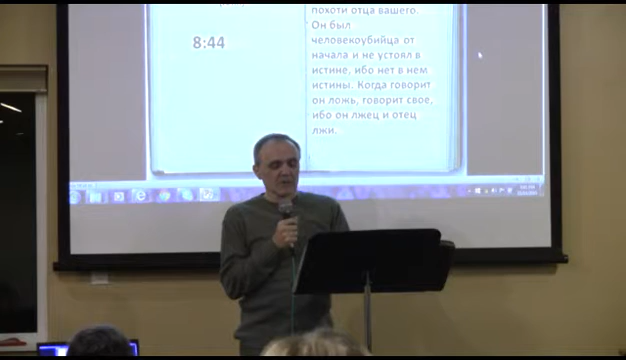 похоти отца вашего.
Он был
8:44
человекоубийца от
начала и не устоял в
истине, ибо нет в нем
истины. Когда говорит
он ложь, говорит свое,
ибо он лжец и отец
лжи.